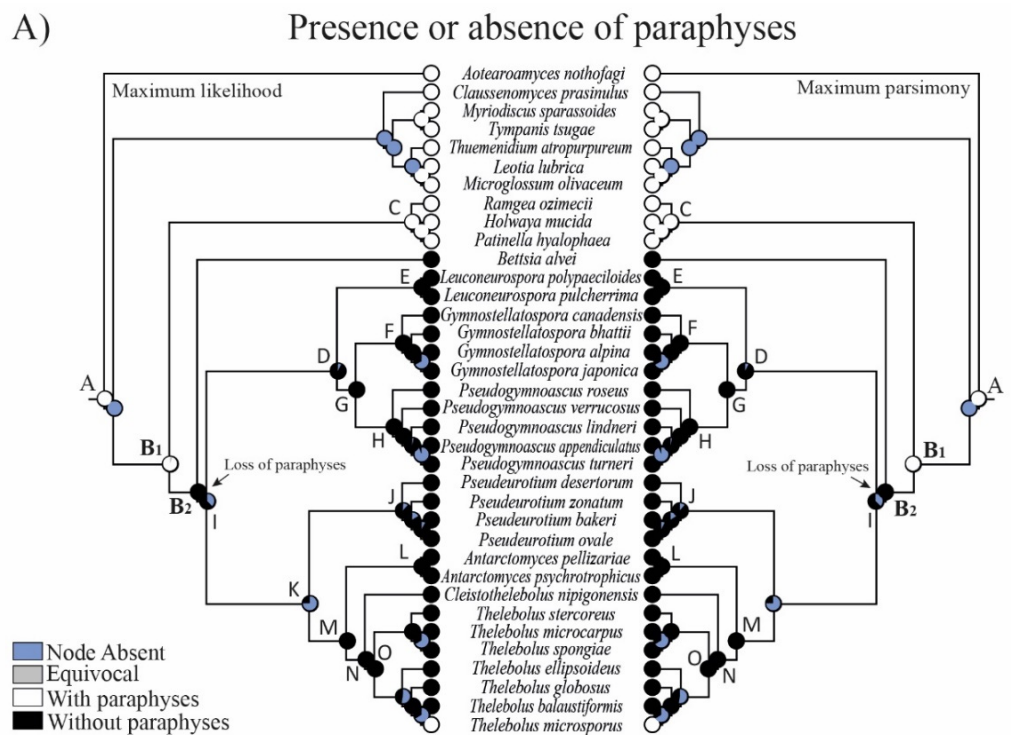 A)
Presence or absence of paraphyses
Maximum likelihood
Maximum parsimony
Aotearoamyces nothofagi
Claussenomyces prasinulus
Myriodiscus sparassoides
Tympanis tsugae
Thuemenidium atropurpureum
Leotia lubrica
Microglossum olivaceum
C Ramgea ozimecii C
Holwaya mucida
Patinella hyalophaea
Bettsia alvei
E Leuconeurospora polypaeciloides E
Leuconeurospora pulcherrima
Gymnostellatospora canadensis
F Gymnostellatospora bhattii F
D Gymnostellatospora alpina D
A Gymnostellatospora japonica A
G Pseudogymnoascus roseus G
Pseudogymnoascus verrucosus
H Pseudogymnoascus lindneri H
B1 Pseudogymnoascus appendiculatus B1
Loss of paraphyses Pseudogymnoascus turneri Loss of paraphyses
B2 Pseudeurotium desertorum B2
I J Pseudeurotium zonatum J I
Pseudeurotium bakeri
Pseudeurotium ovale
L Antarctomyces pellizariae L
K Antarctomyces psychrotrophicus
Cleistothelebolus nipigonensis
M Thelebolus stercoreus M
Thelebolus microcarpus
O Thelebolus spongiae O
N Thelebolus ellipsoideus N
Thelebolus globosus
Thelebolus balaustiformis
Thelebolus microsporus
Node Absent
Equivocal
With paraphyses
Without paraphyses